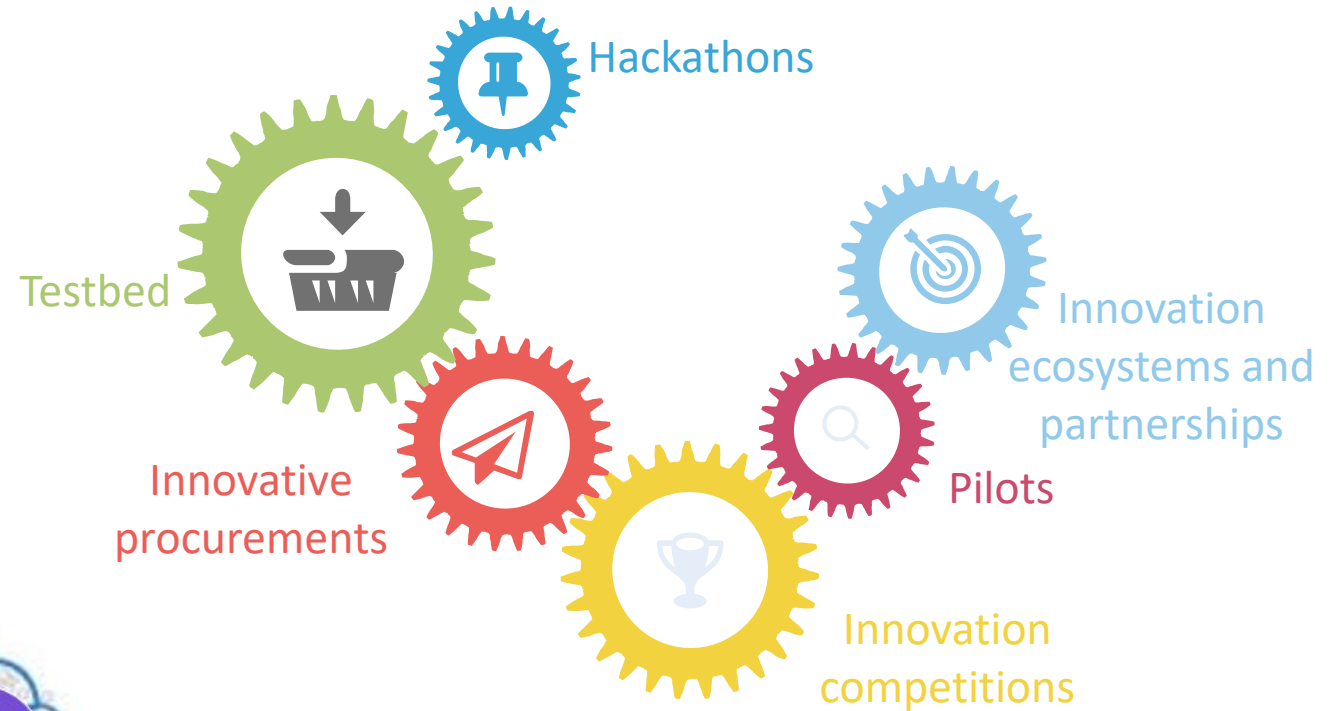 Hackathons
Testbed
Innovation
ecosystems and
partnerships
Innovative
procurements
Pilots
Innovation
competitions